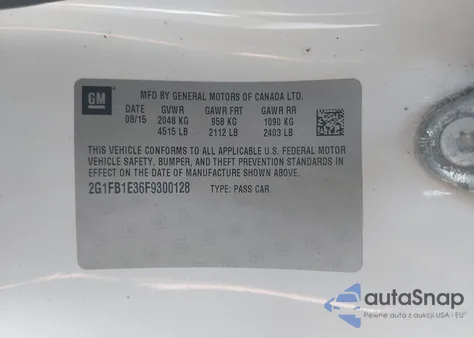 GM
MFD BY GENERAL MOTORS OF CANADA LTD.
DATE GVWR GAWR FRT GAWR RR
08/15 2048 KG 958 KG 1090 KG
4515 LB 2112 LB 2403 LB
THIS VEHICLE CONFORMS TO ALL APPLICABLE U.S. FEDERAL MOTOR
VEHICLE SAFETY, BUMPER, AND THEFT PREVENTION STANDARDS IN
EFFECT ON THE DATE OF MANUFACTURE SHOWN ABOVE.
2G1FB1E36F9300128 TYPE: PASS CAR
autaSnap
Pewne auta z aukcji USA i EU